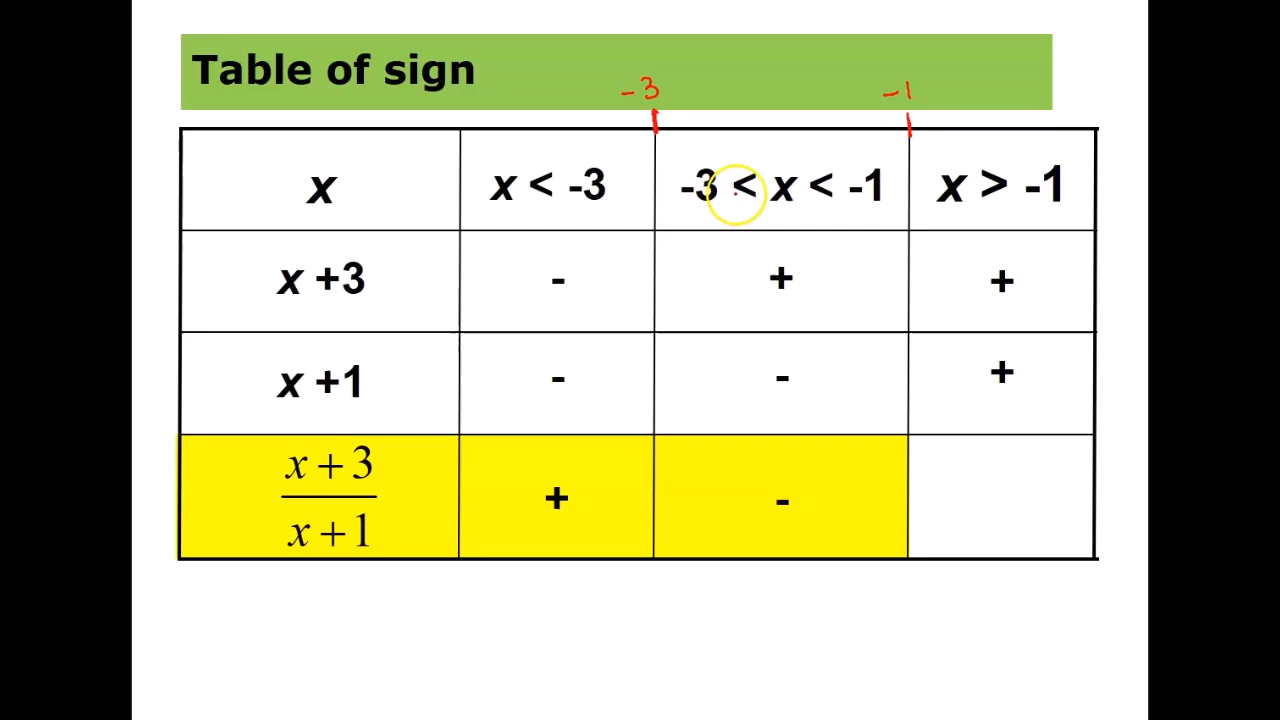 Table of sign
-3 -1
x x < -3 -3 < x < -1 x > -1
x +3 - + +
x +1 - - +
x + 3
x + 1
+ -